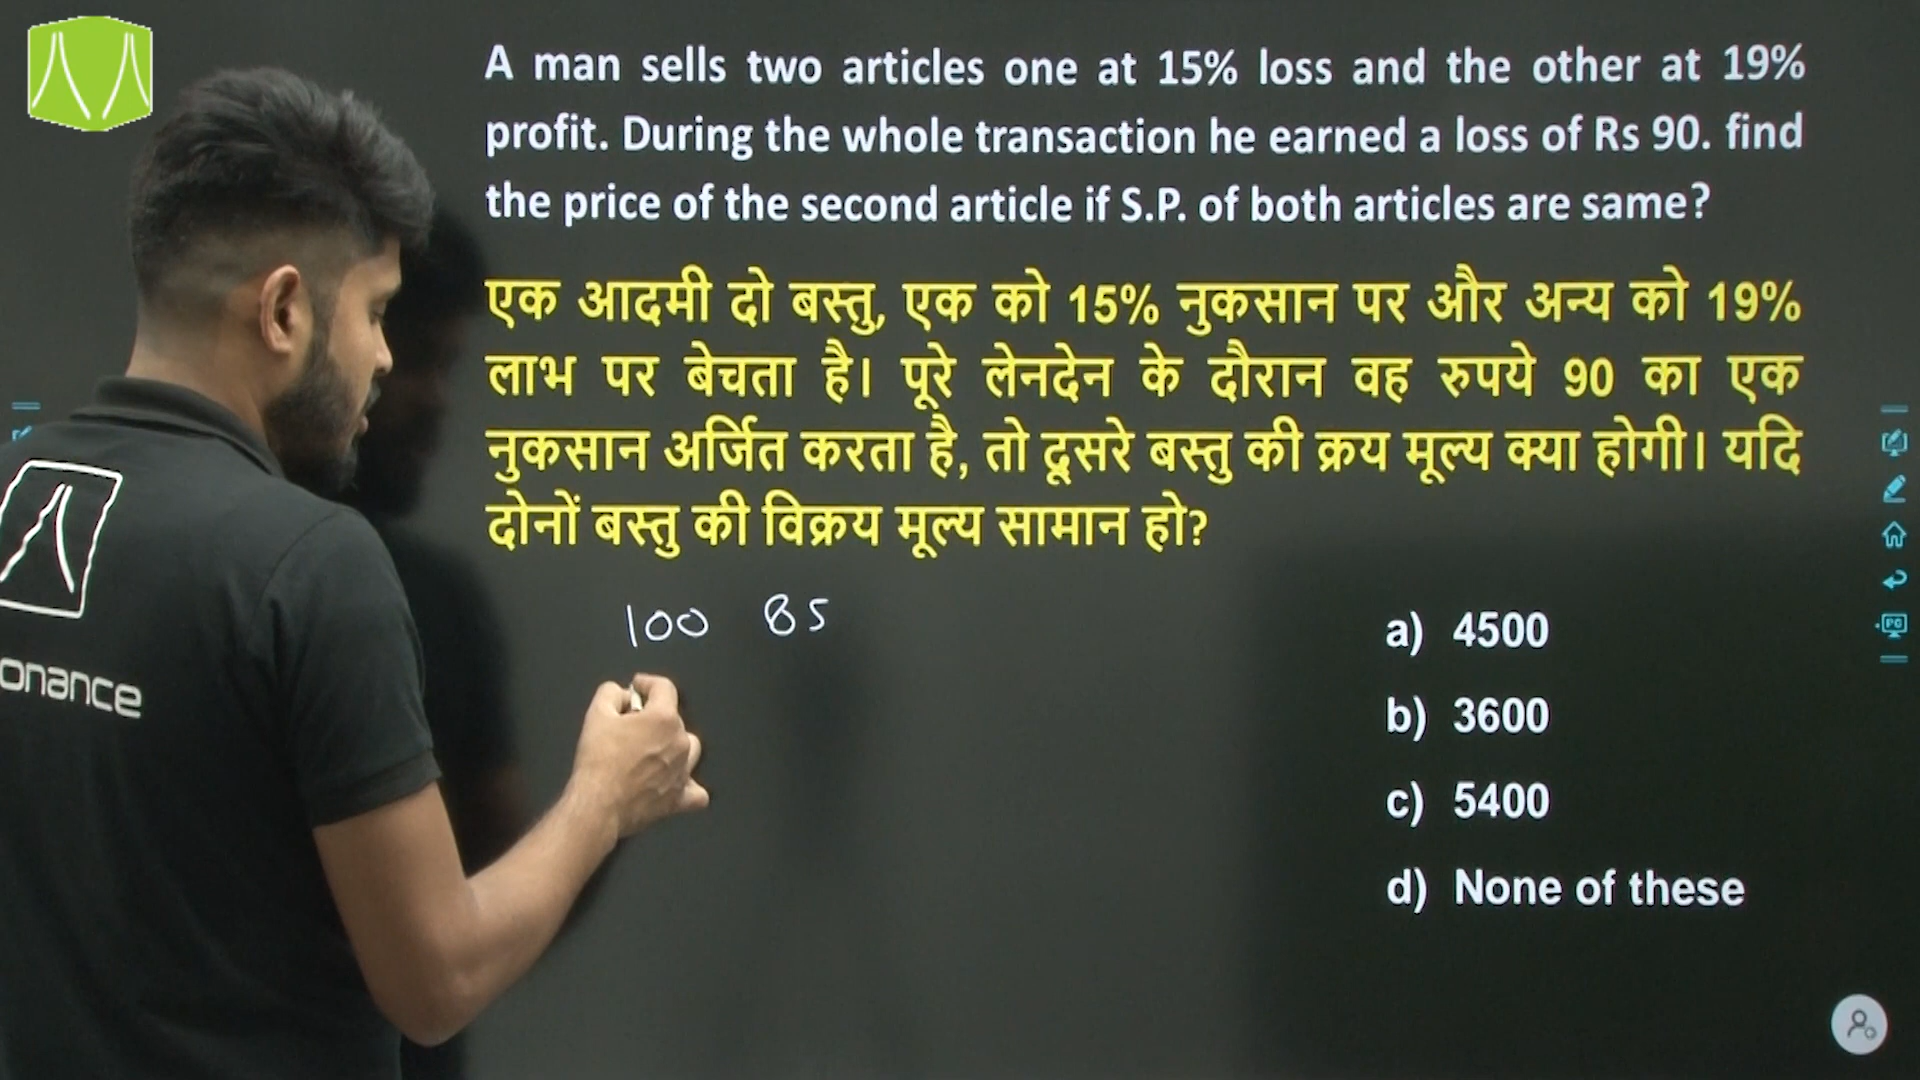 A man sells two articles one at 15% loss and the other at 19%
profit. During the whole transaction he earned a loss of Rs 90. find
the price of the second article if S.P. of both articles are same?
एक आदमी दो बस्तु, एक को 15% नुकसान पर और अन्य को 19%
लाभ पर बेचता है। पूरे लेनदेन के दौरान वह रुपये 90 का एक
नुकसान अर्जित करता है, तो दूसरे बस्तु की क्रय मूल्य क्या होगी। यदि
दोनों बस्तु की विक्रय मूल्य सामान हो?
100 85
a) 4500
b) 3600
c) 5400
d) None of these
onance
PC